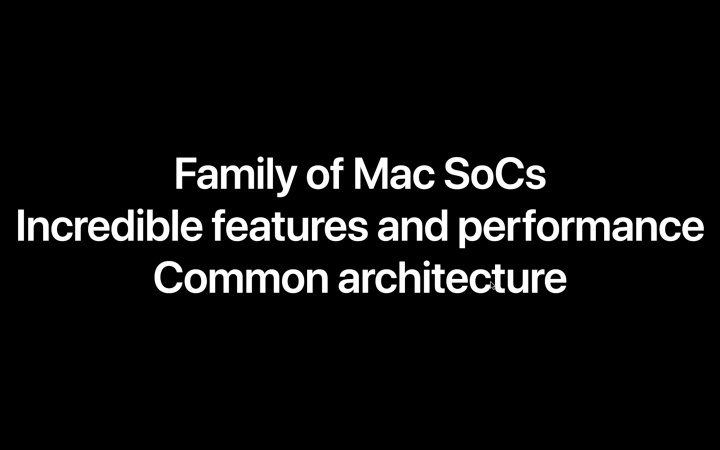 Family of Mac SoCs
Incredible features and performance
Common architecture